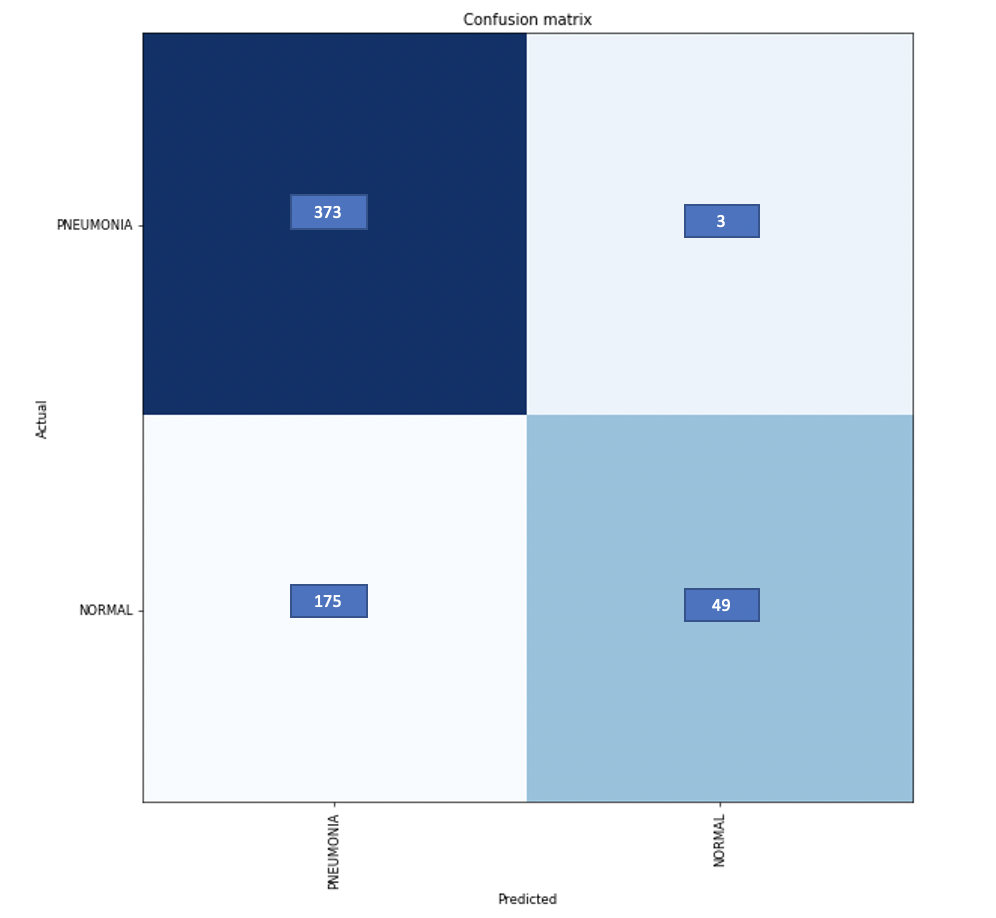 Confusion matrix
373
3
PNEUMONIA
Actual
175
49
NORMAL
PNEUMONIA
NORMAL
Predicted